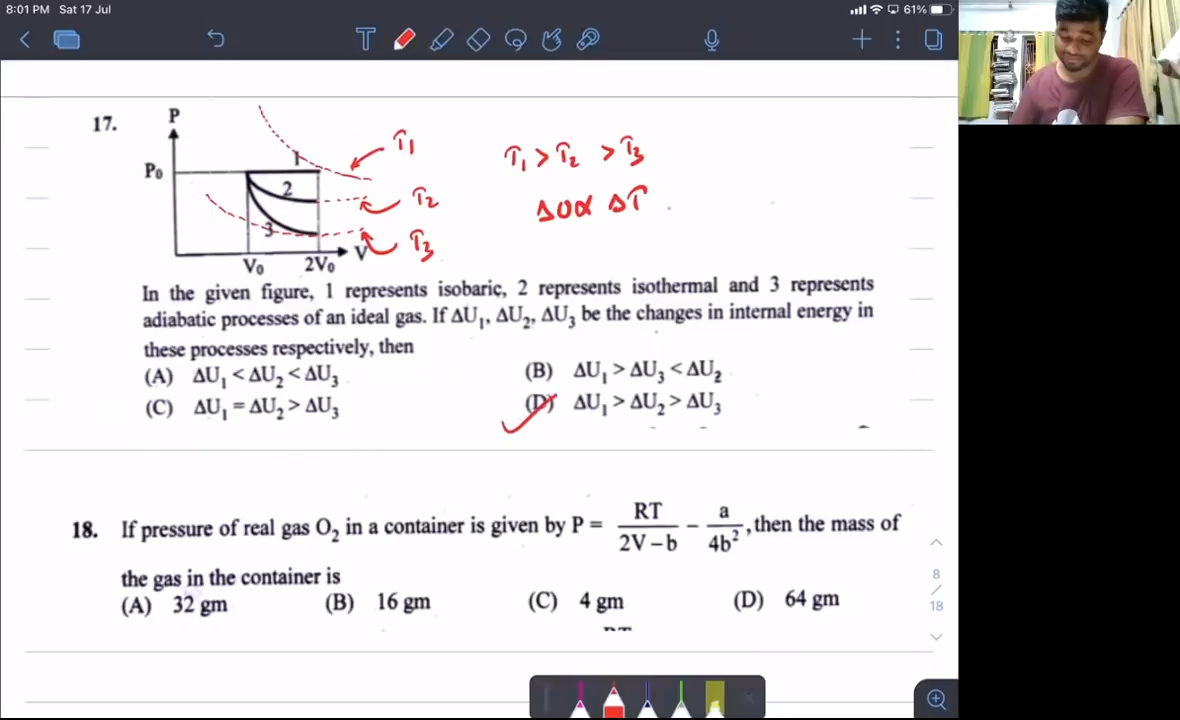 8:01 PM Sat 17 Jul
61%
T
17.
P
P₀
1
2
3
V₀
2V₀
V
T₁
T₂
T₃
T₁ > T₂ > T₃
ΔU α ΔT
In the given figure, 1 represents isobaric, 2 represents isothermal and 3 represents
adiabatic processes of an ideal gas. If ΔU₁, ΔU₂, ΔU₃ be the changes in internal energy in
these processes respectively, then
(A) ΔU₁ < ΔU₂ < ΔU₃
(B) ΔU₁ > ΔU₃ < ΔU₂
(C) ΔU₁ = ΔU₂ > ΔU₃
(D) ΔU₁ > ΔU₂ > ΔU₃
18. If pressure of real gas O₂ in a container is given by P = RT/(2V – b) – a/4b², then the mass of
the gas in the container is
(A) 32 gm
(B) 16 gm
(C) 4 gm
(D) 64 gm
8
/
18